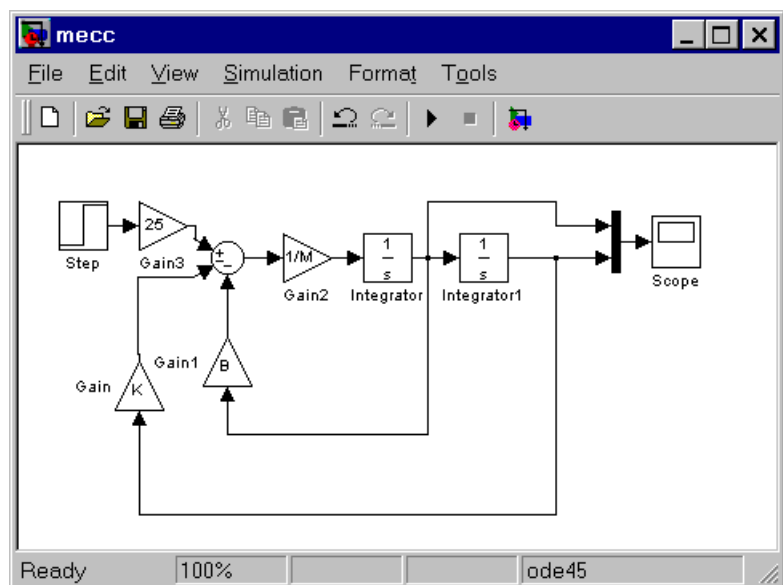 mecc
File Edit View Simulation Format Tools
25
Step
Gain3
+
-
-
1/M
Gain2
1
s
Integrator
1
s
Integrator1
Scope
Gain1
B
Gain
K
Ready 100% ode45